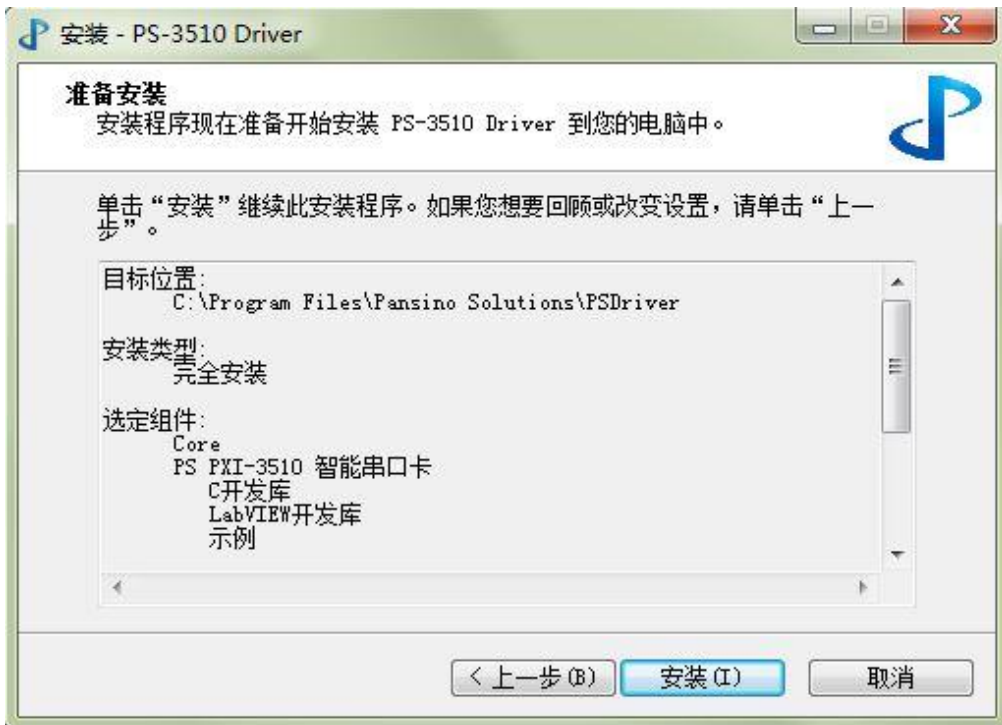 安装 - PS-3510 Driver
准备安装
安装程序现在准备开始安装 PS-3510 Driver 到您的电脑中。
单击“安装”继续此安装程序。如果您想要回顾或改变设置，请单击“上一
步”。
目标位置:
C:\Program Files\Pansino Solutions\PSDriver
安装类型:
完全安装
选定组件:
Core
PS PXI-3510 智能串口卡
C开发库
LabVIEW开发库
示例
< 上一步(B)
安装(I)
取消